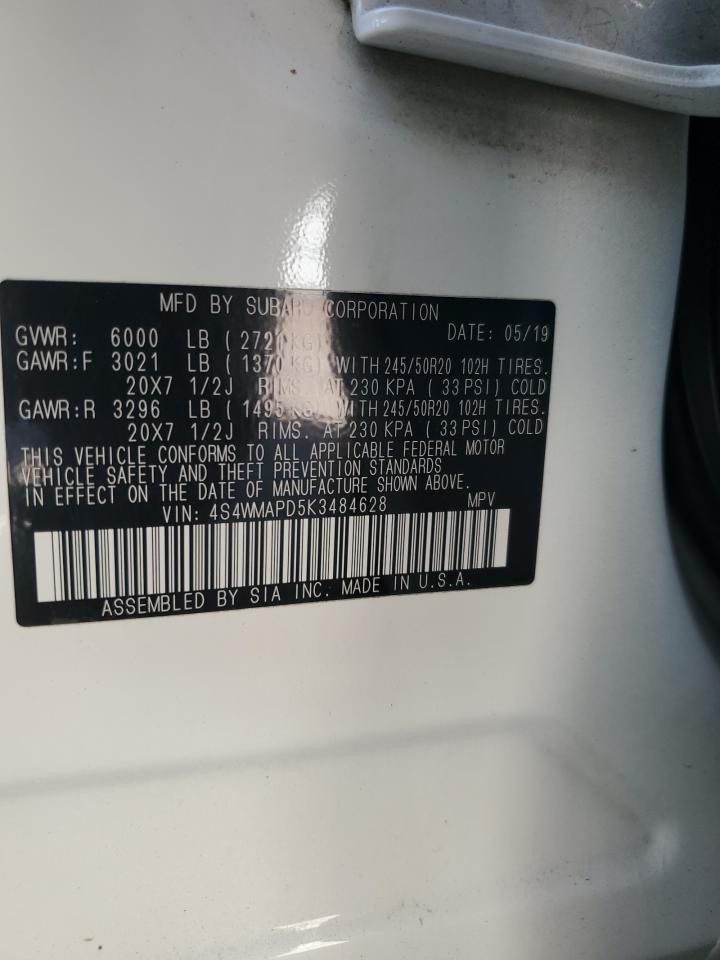 MFD BY SUBARU CORPORATION
GVWR: 6000 LB ( 2721 KG) DATE: 05/19
GAWR:F 3021 LB ( 1370 KG) WITH 245/50R20 102H TIRES.
20X7 1/2J RIMS. AT 230 KPA ( 33 PSI) COLD
GAWR:R 3296 LB ( 1495 KG) WITH 245/50R20 102H TIRES.
20X7 1/2J RIMS. AT 230 KPA ( 33 PSI) COLD
THIS VEHICLE CONFORMS TO ALL APPLICABLE FEDERAL MOTOR
VEHICLE SAFETY AND THEFT PREVENTION STANDARDS
IN EFFECT ON THE DATE OF MANUFACTURE SHOWN ABOVE.
VIN: 4S4WMAPD5K3484628 MPV
ASSEMBLED BY SIA INC. MADE IN U.S.A.